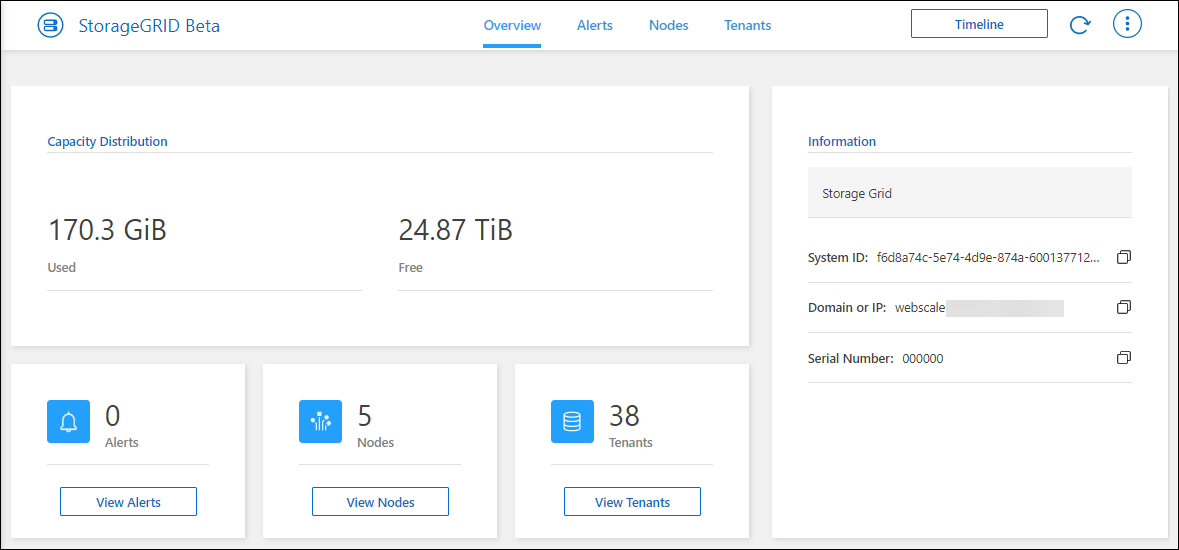 StorageGRID Beta
Overview Alerts Nodes Tenants
Timeline
Capacity Distribution
170.3 GiB
Used
24.87 TiB
Free
0
Alerts
View Alerts
5
Nodes
View Nodes
38
Tenants
View Tenants
Information
Storage Grid
System ID: f6d8a74c-5e74-4d9e-874a-600137712...
Domain or IP: webscale
Serial Number: 000000